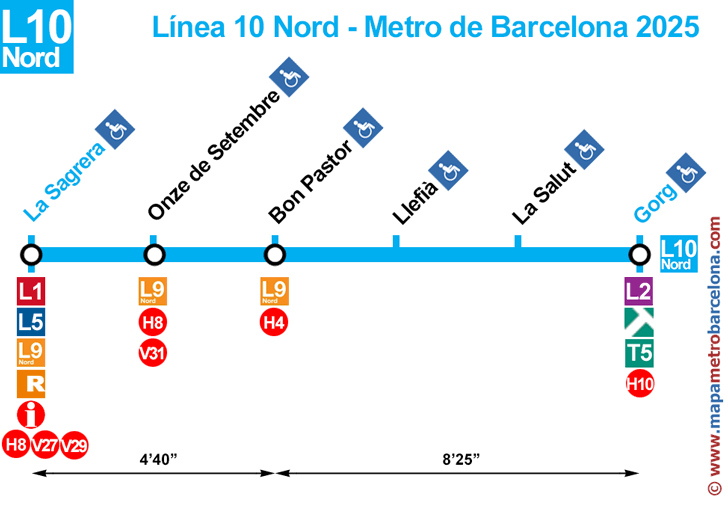 L10
Nord
Línea 10 Nord - Metro de Barcelona 2025
La Sagrera
Onze de Setembre
Bon Pastor
Llefià
La Salut
Gorg
L10
Nord
L1
L5
L9
Nord
R
i
H8 V27 V29
L9
Nord
H8
V31
L9
Nord
H4
L2
T
T5
H10
4'40”
8'25”
© www.mapametrobarcelona.com